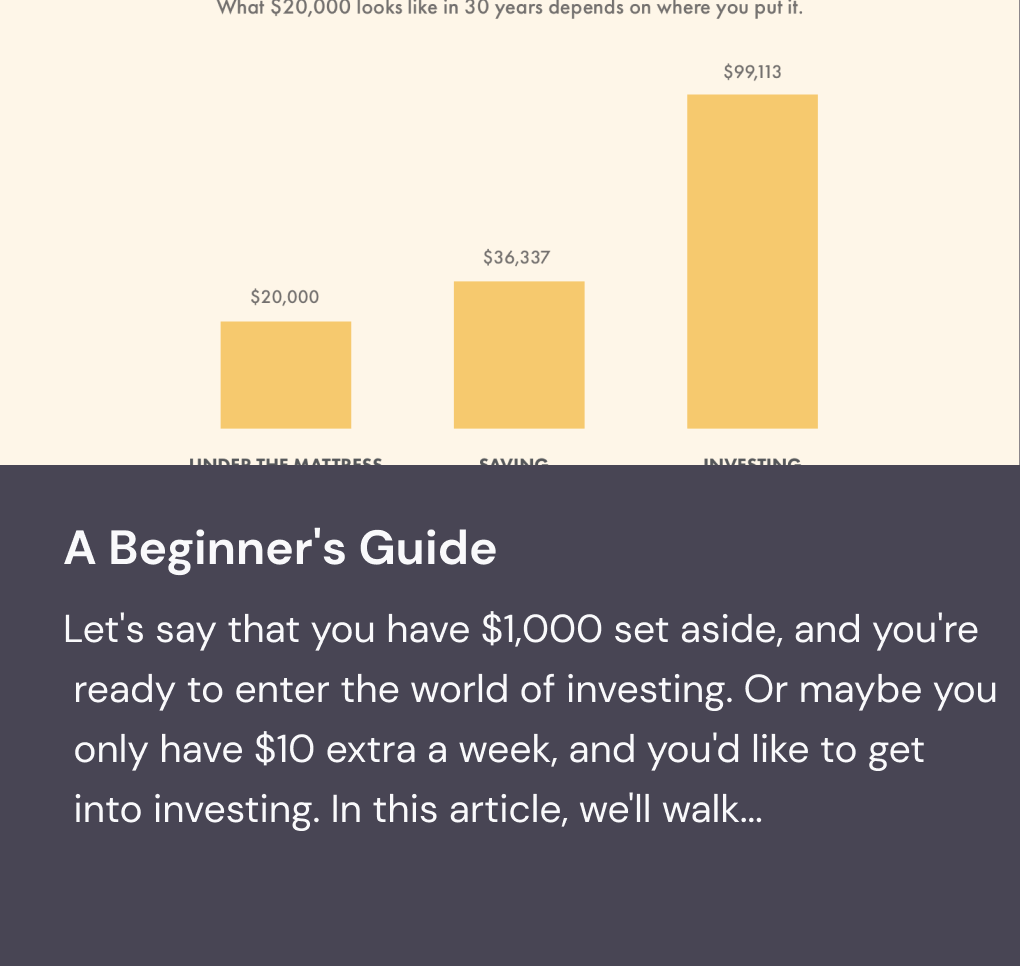 What $20,000 looks like in 30 years depends on where you put it.
$99,113
$36,337
$20,000
UNDER THE MATTRESS SAVING INVESTING
A Beginner's Guide
Let's say that you have $1,000 set aside, and you're
ready to enter the world of investing. Or maybe you
only have $10 extra a week, and you'd like to get
into investing. In this article, we'll walk...